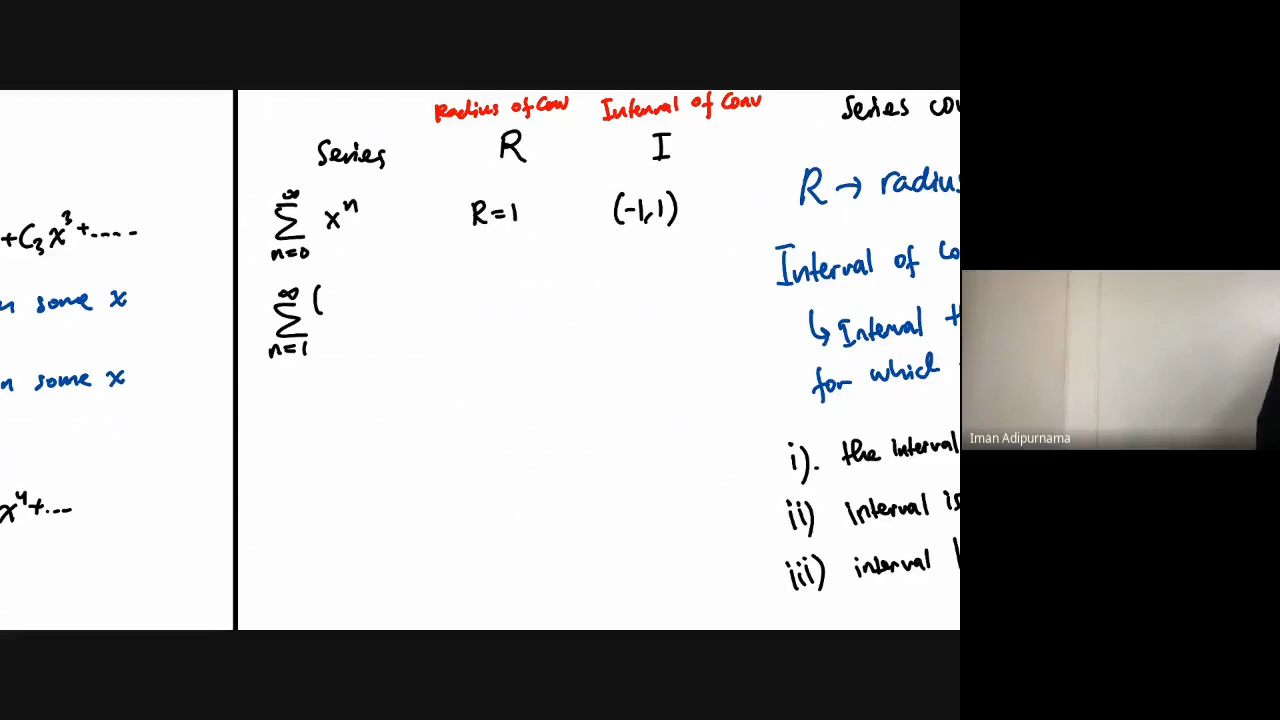 +C₃x³+.....
n some x
n some x
x⁴+...
Radius of Conv Interval of Conv
Series R I
∞ Σ n=0 xⁿ R=1 (-1,1)
∞ Σ n=1 (
Series co
R → radius
Interval of co
↳ Interval t
for which
i). the interval
ii) interval is
iii) interval
Iman Adipurnama